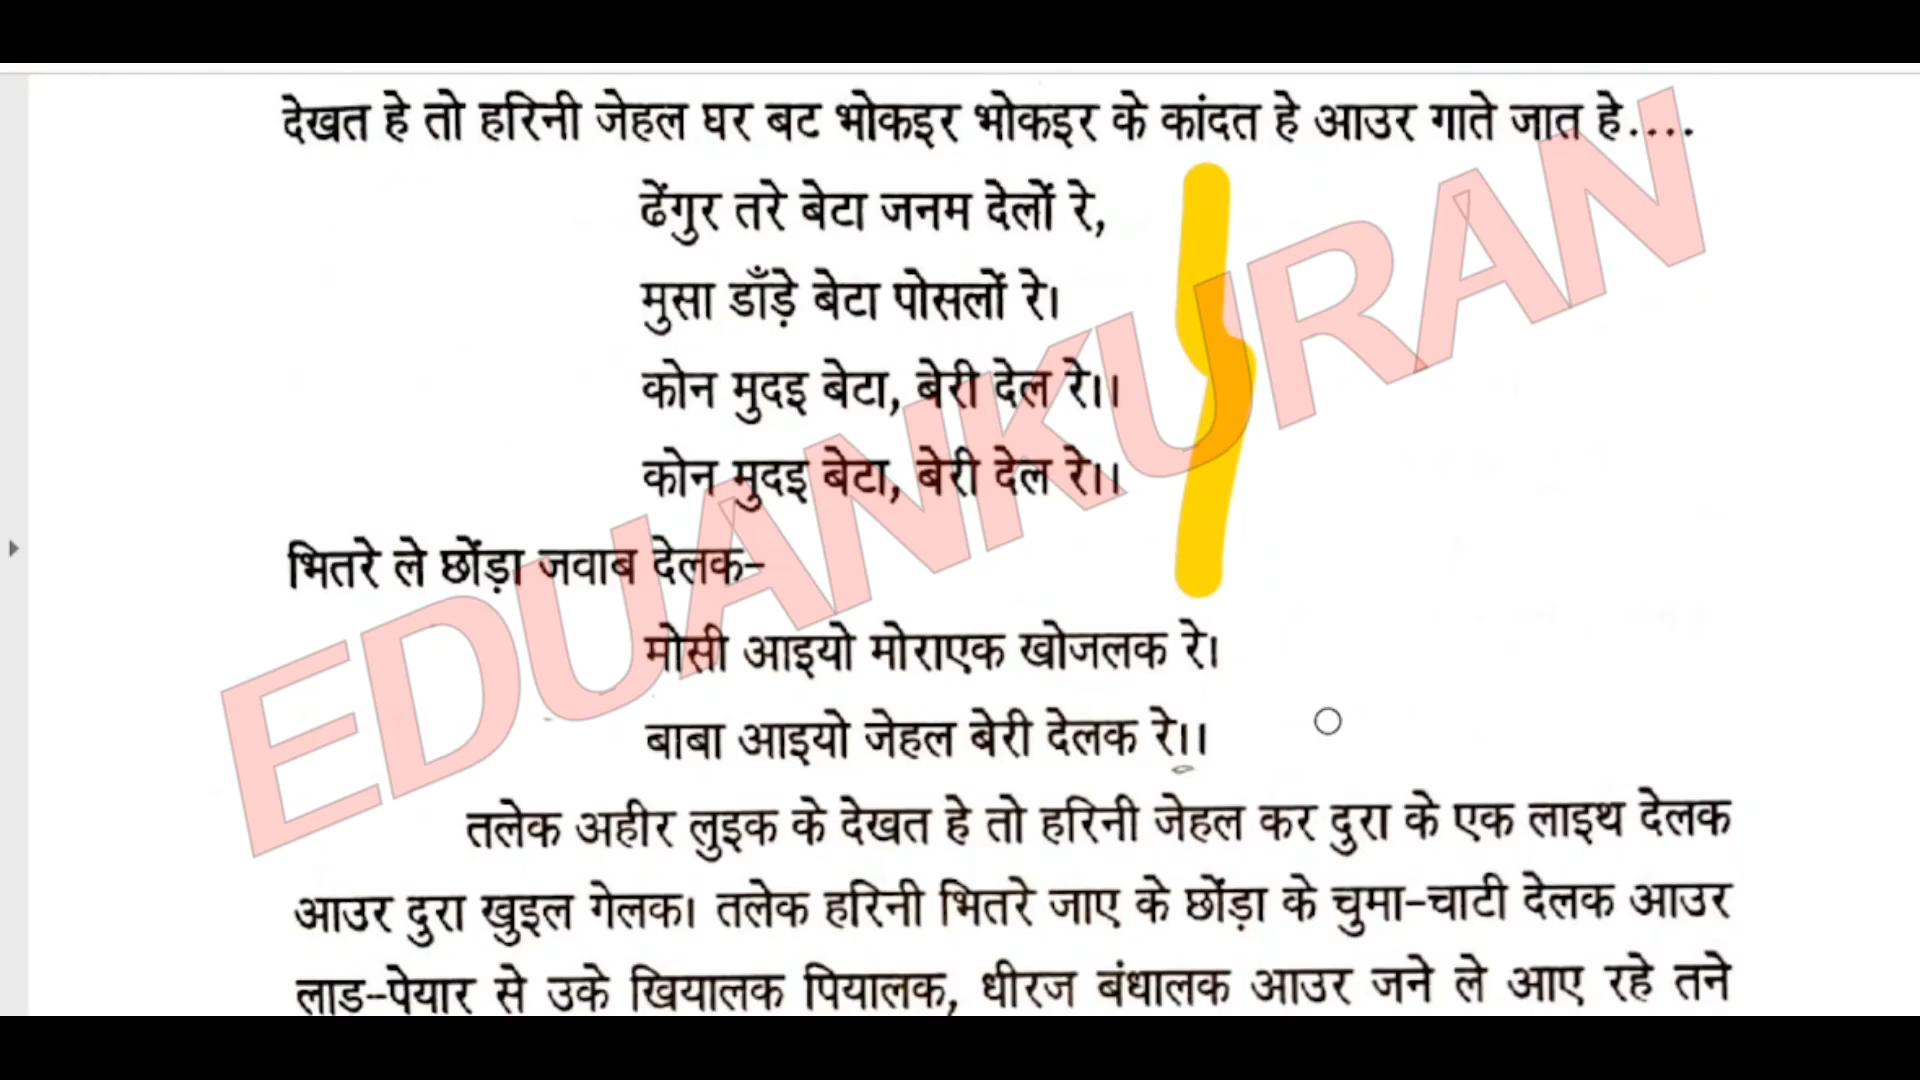 देखत हे तो हरिनी जेहल घर बट भोकइर भोकइर के कांदत हे आउर गाते जात हे....
ढेंगुर तरे बेटा जनम देलों रे,
मुसा डाँड़े बेटा पोसलों रे।
कोन मुदइ बेटा, बेरी देल रे।।
कोन मुदइ बेटा, बेरी देल रे।।
भितरे ले छोंड़ा जवाब देलक-
मोसी आइयो मोराएक खोजलक रे।
बाबा आइयो जेहल बेरी देलक रे।।
तलेक अहीर लुइक के देखत हे तो हरिनी जेहल कर दुरा के एक लाइथ देलक
आउर दुरा खुइल गेलक। तलेक हरिनी भितरे जाए के छोंड़ा के चुमा-चाटी देलक आउर
लाड-पेयार से उके खियालक पियालक, धीरज बंधालक आउर जने ले आए रहे तने
EDUANKURAN